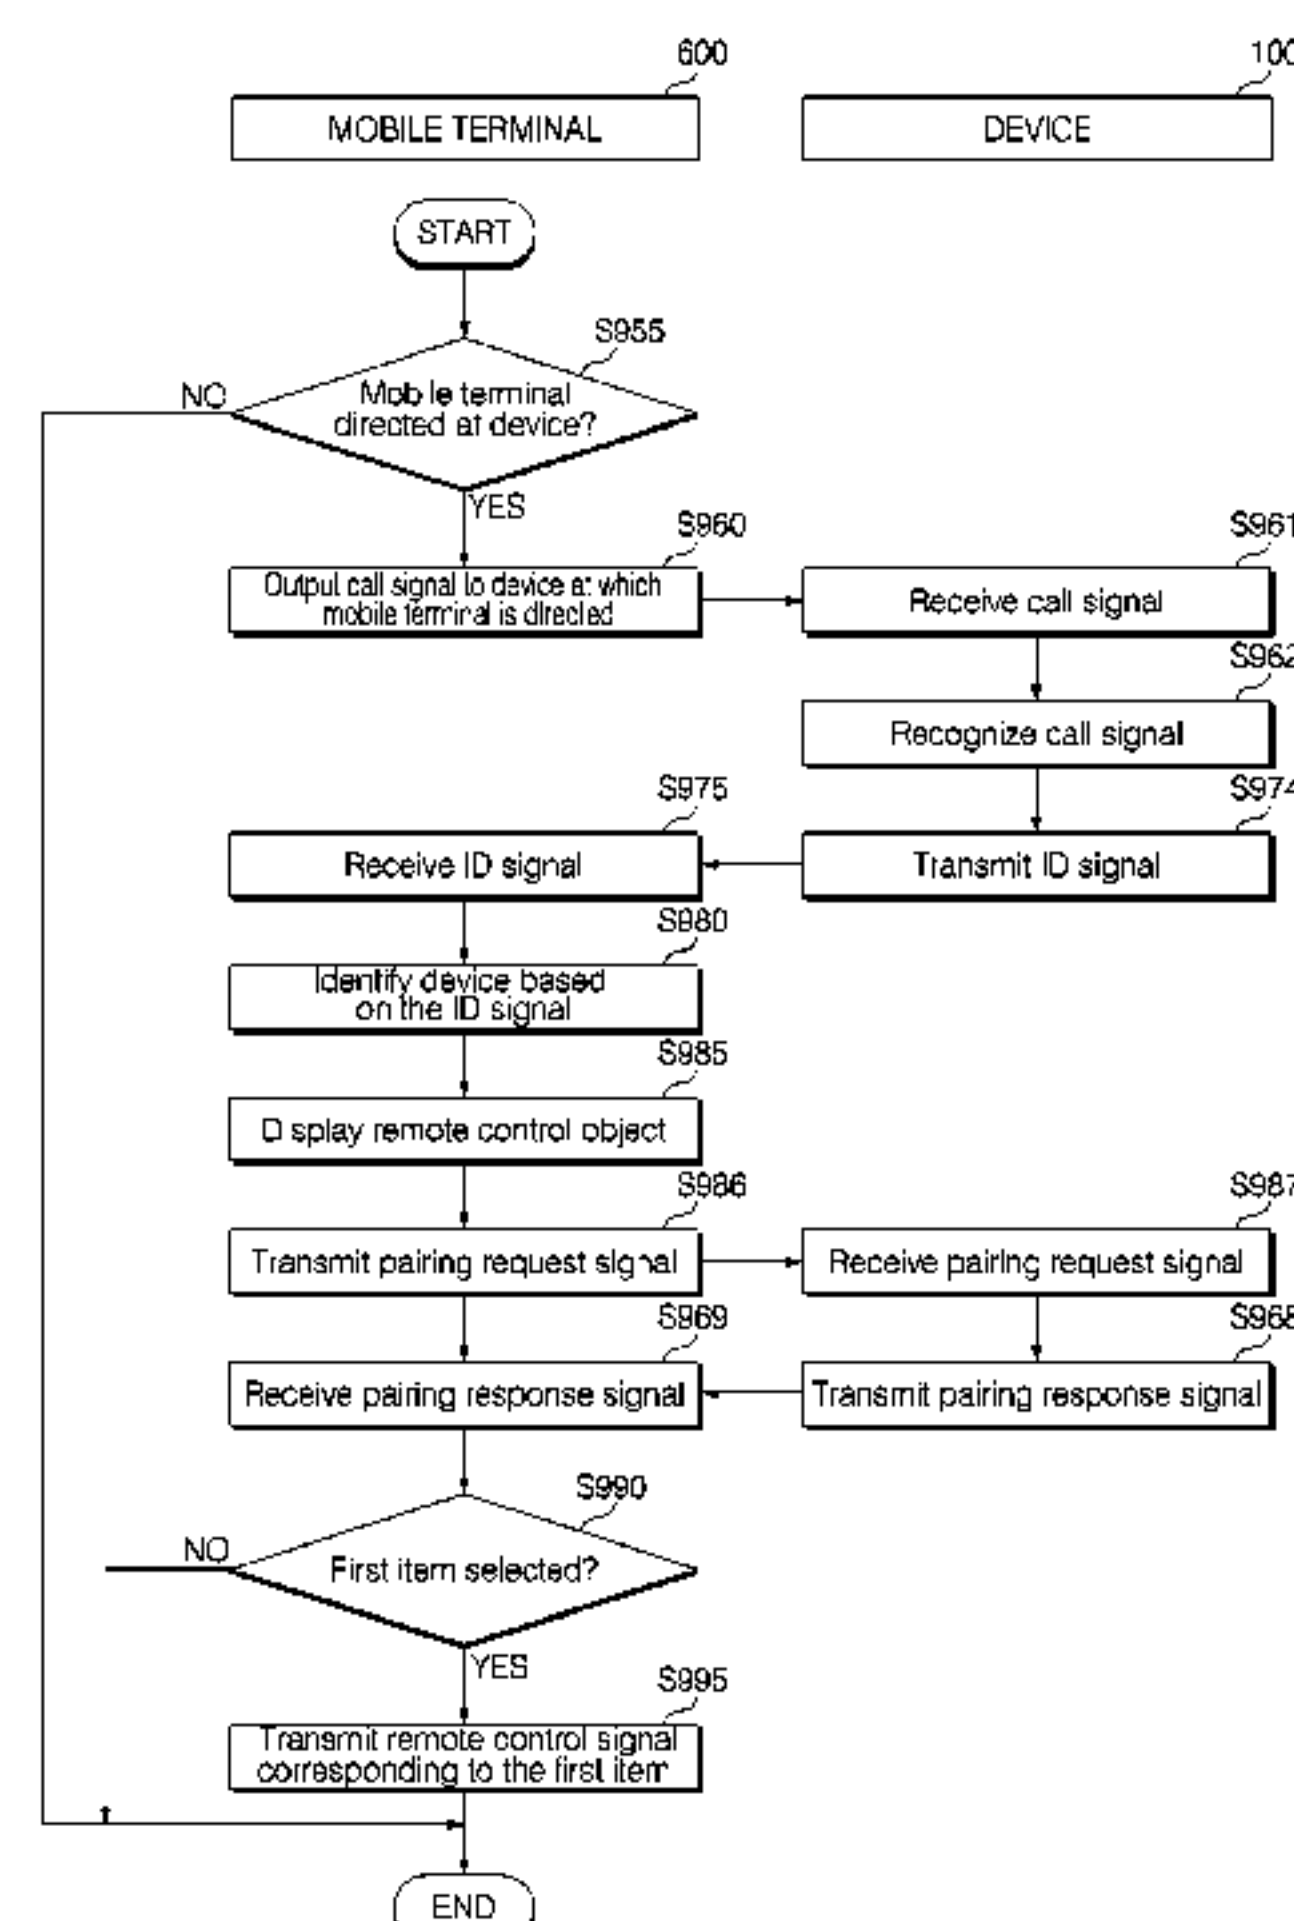 600
100
MOBILE TERMINAL
DEVICE
START
S955
NO
Mobile terminal
directed at device?
YES
S960
S961
Output call signal to device at which
mobile terminal is directed
Receive call signal
S962
Recognize call signal
S975
S974
Receive ID signal
Transmit ID signal
S980
Identify device based
on the ID signal
S985
Display remote control object
S986
S987
Transmit pairing request signal
Receive pairing request signal
S969
S968
Receive pairing response signal
Transmit pairing response signal
S990
NO
First item selected?
YES
S995
Transmit remote control signal
corresponding to the first item
END